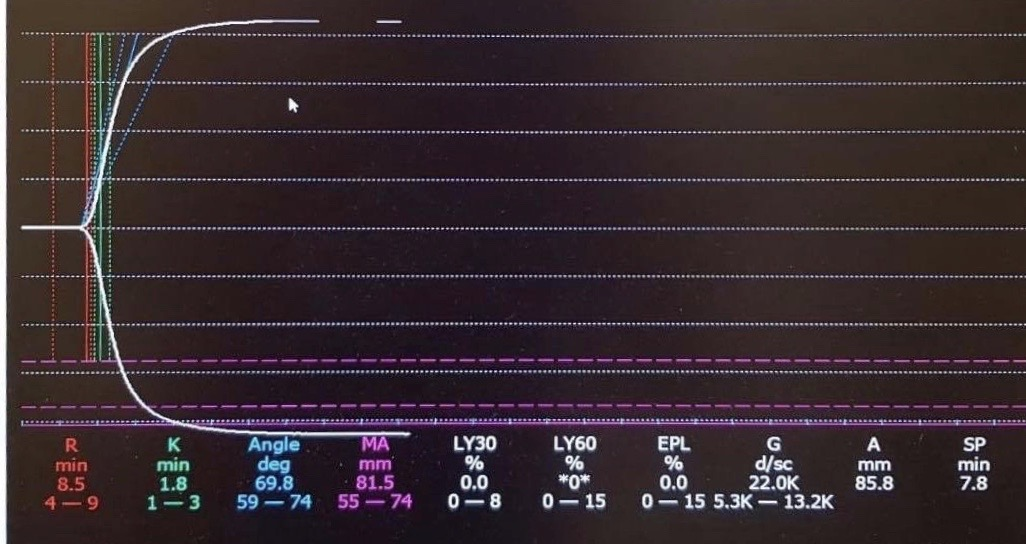 R K Angle MA LY30 LY60 EPL G A SP
min min deg mm % % % d/sc mm min
8.5 1.8 69.8 81.5 0.0 *0* 0.0 22.0K 85.8 7.8
4 — 9 1 — 3 59 — 74 55 — 74 0 — 8 0 — 15 0 — 15 5.3K — 13.2K